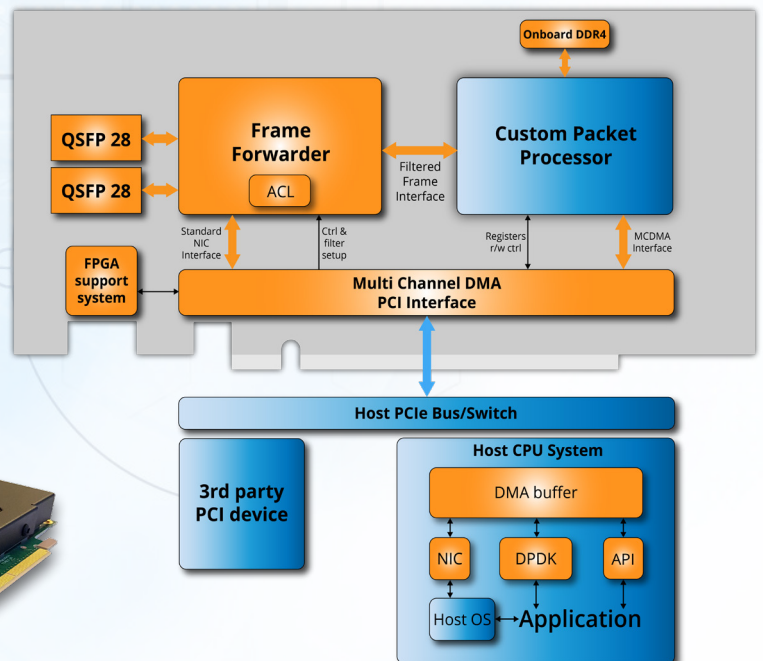 Onboard DDR4
QSFP 28
QSFP 28
Frame
Forwarder
ACL
Filtered
Frame
Interface
Custom Packet
Processor
Standard
NIC
Interface
Ctrl &
filter
setup
Registers
r/w ctrl
MCDMA
Interface
FPGA
support
system
Multi Channel DMA
PCI Interface
Host PCIe Bus/Switch
3rd party
PCI device
Host CPU System
DMA buffer
NIC
DPDK
API
Host OS
Application